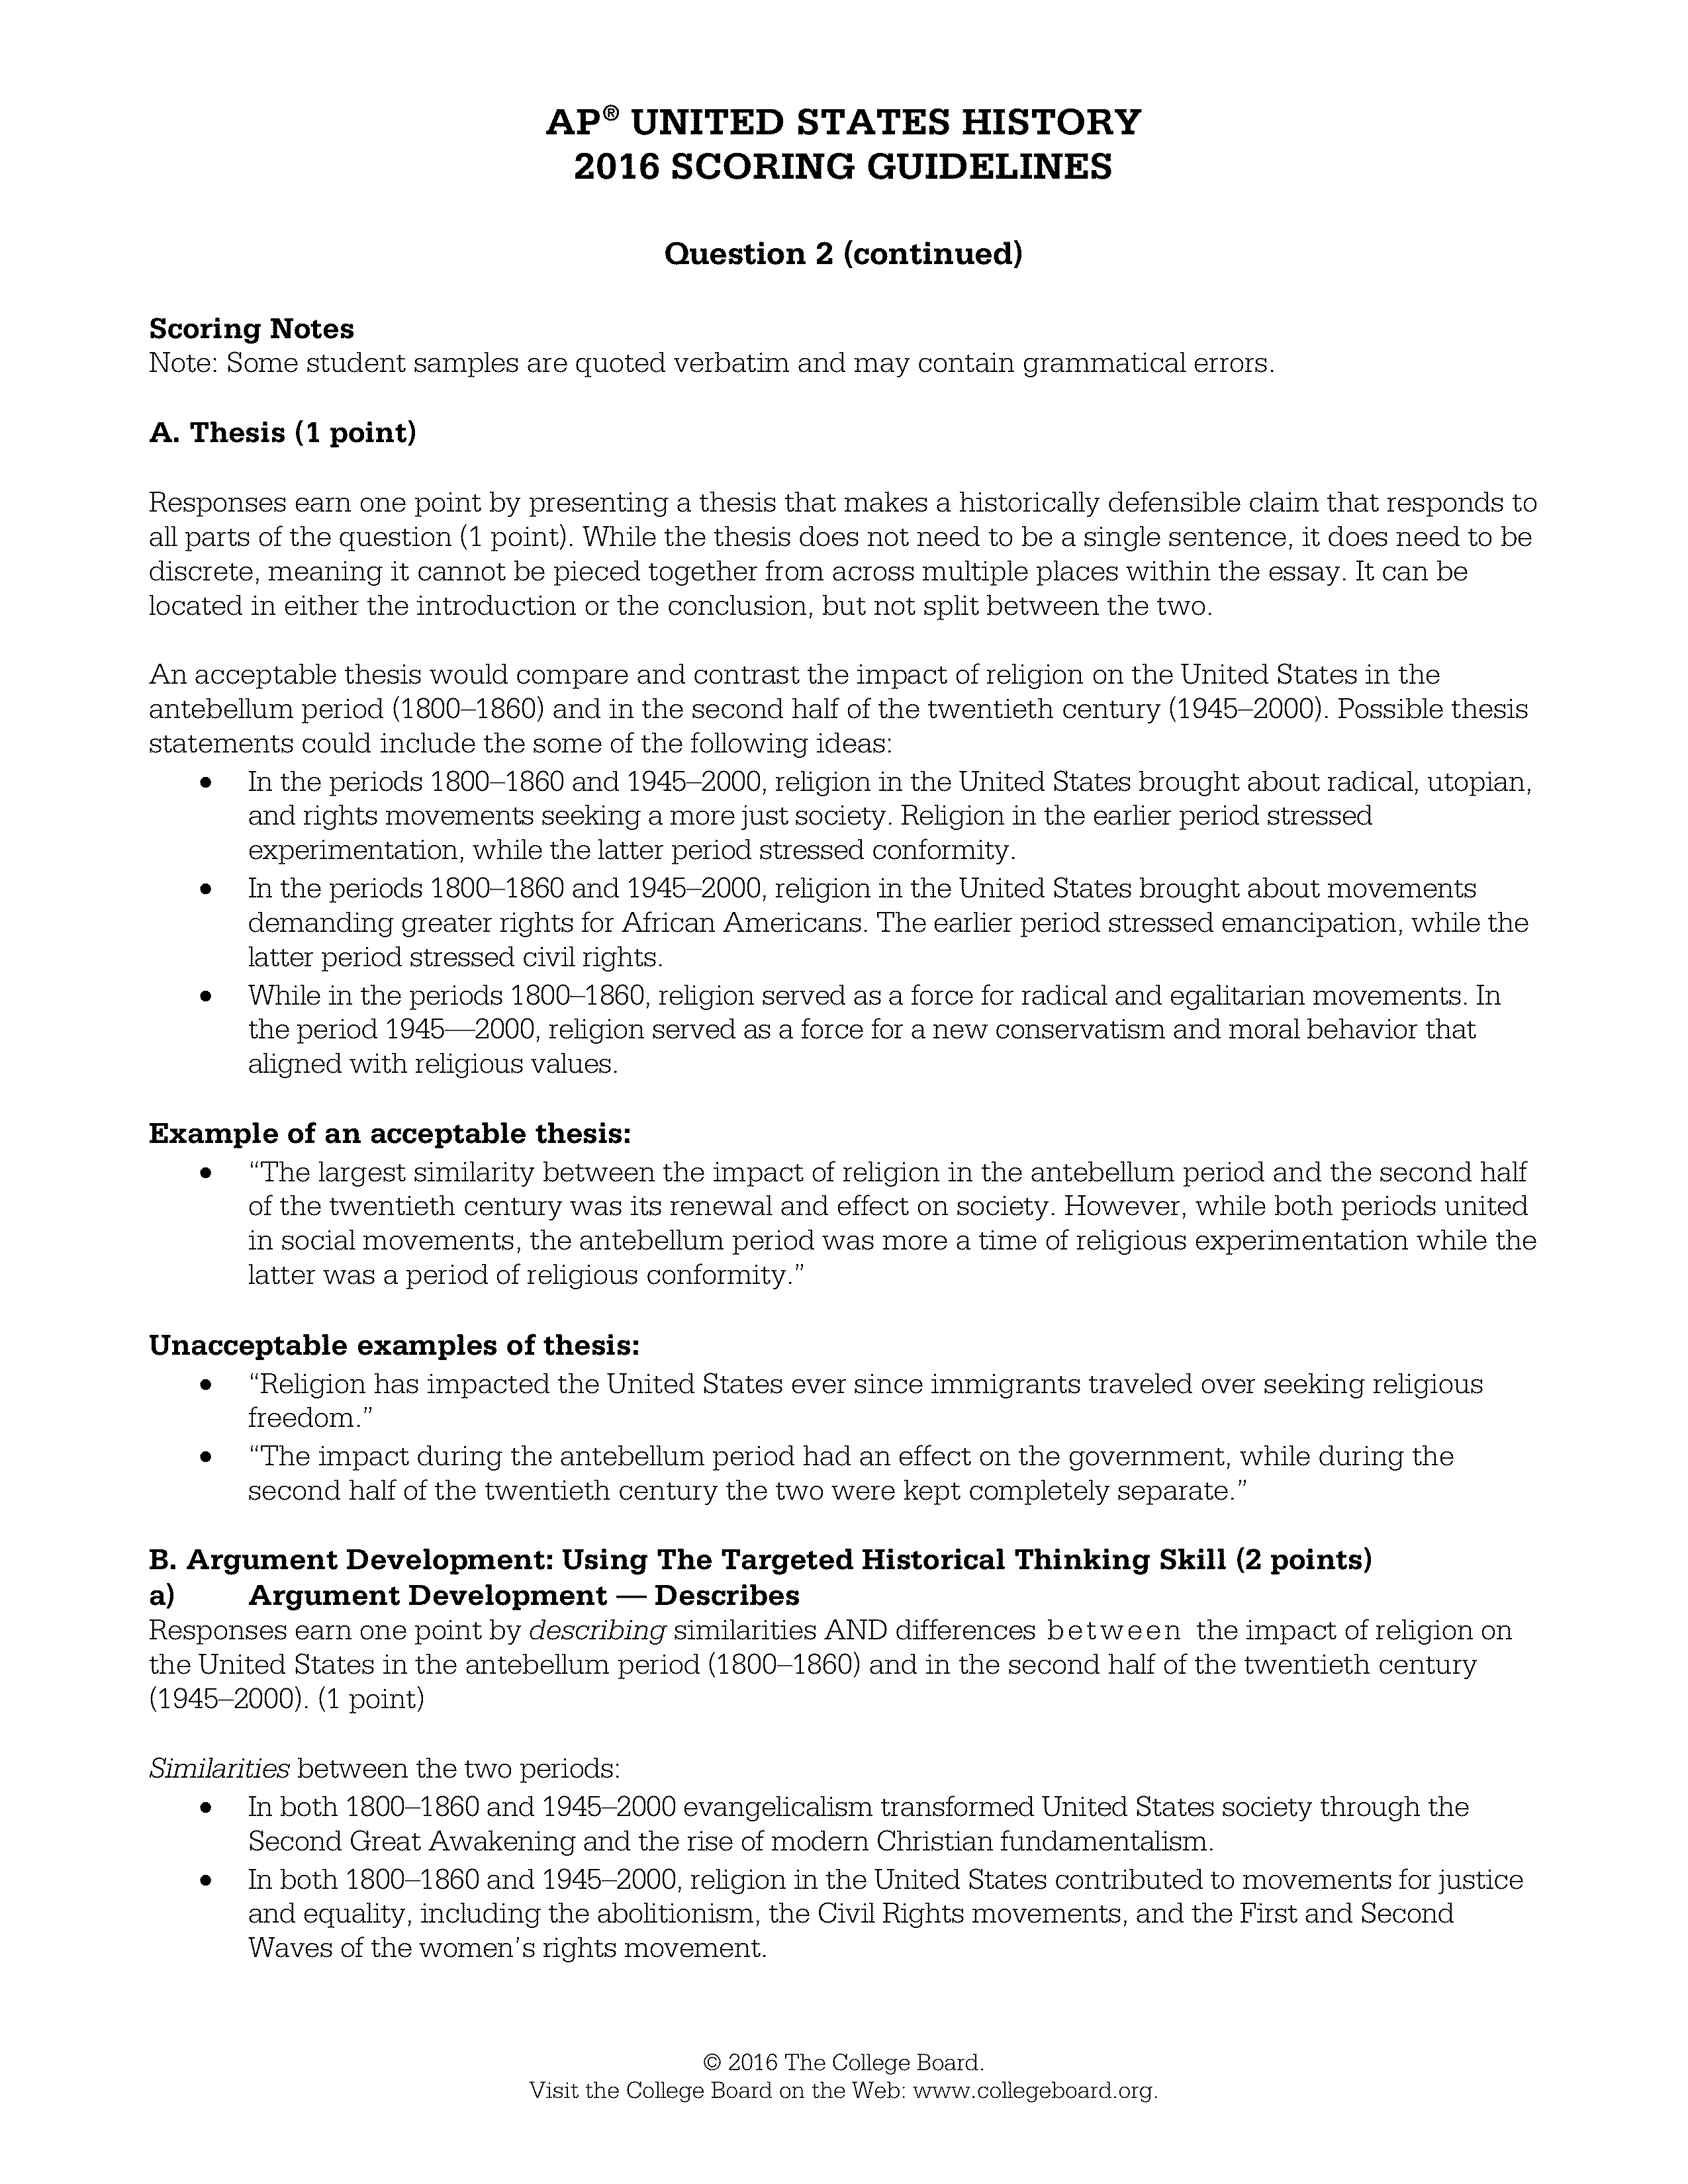 AP® UNITED STATES HISTORY
2016 SCORING GUIDELINES
Question 2 (continued)
Scoring Notes
Note: Some student samples are quoted verbatim and may contain grammatical errors.
A. Thesis (1 point)
Responses earn one point by presenting a thesis that makes a historically defensible claim that responds to
all parts of the question (1 point). While the thesis does not need to be a single sentence, it does need to be
discrete, meaning it cannot be pieced together from across multiple places within the essay. It can be
located in either the introduction or the conclusion, but not split between the two.
An acceptable thesis would compare and contrast the impact of religion on the United States in the
antebellum period (1800–1860) and in the second half of the twentieth century (1945–2000). Possible thesis
statements could include the some of the following ideas:
• In the periods 1800–1860 and 1945–2000, religion in the United States brought about radical, utopian,
and rights movements seeking a more just society. Religion in the earlier period stressed
experimentation, while the latter period stressed conformity.
• In the periods 1800–1860 and 1945–2000, religion in the United States brought about movements
demanding greater rights for African Americans. The earlier period stressed emancipation, while the
latter period stressed civil rights.
• While in the periods 1800–1860, religion served as a force for radical and egalitarian movements. In
the period 1945—2000, religion served as a force for a new conservatism and moral behavior that
aligned with religious values.
Example of an acceptable thesis:
• “The largest similarity between the impact of religion in the antebellum period and the second half
of the twentieth century was its renewal and effect on society. However, while both periods united
in social movements, the antebellum period was more a time of religious experimentation while the
latter was a period of religious conformity.”
Unacceptable examples of thesis:
• “Religion has impacted the United States ever since immigrants traveled over seeking religious
freedom.”
• “The impact during the antebellum period had an effect on the government, while during the
second half of the twentieth century the two were kept completely separate.”
B. Argument Development: Using The Targeted Historical Thinking Skill (2 points)
a) Argument Development — Describes
Responses earn one point by describing similarities AND differences between the impact of religion on
the United States in the antebellum period (1800–1860) and in the second half of the twentieth century
(1945–2000). (1 point)
Similarities between the two periods:
• In both 1800–1860 and 1945–2000 evangelicalism transformed United States society through the
Second Great Awakening and the rise of modern Christian fundamentalism.
• In both 1800–1860 and 1945–2000, religion in the United States contributed to movements for justice
and equality, including the abolitionism, the Civil Rights movements, and the First and Second
Waves of the women’s rights movement.
© 2016 The College Board.
Visit the College Board on the Web: www.collegeboard.org.